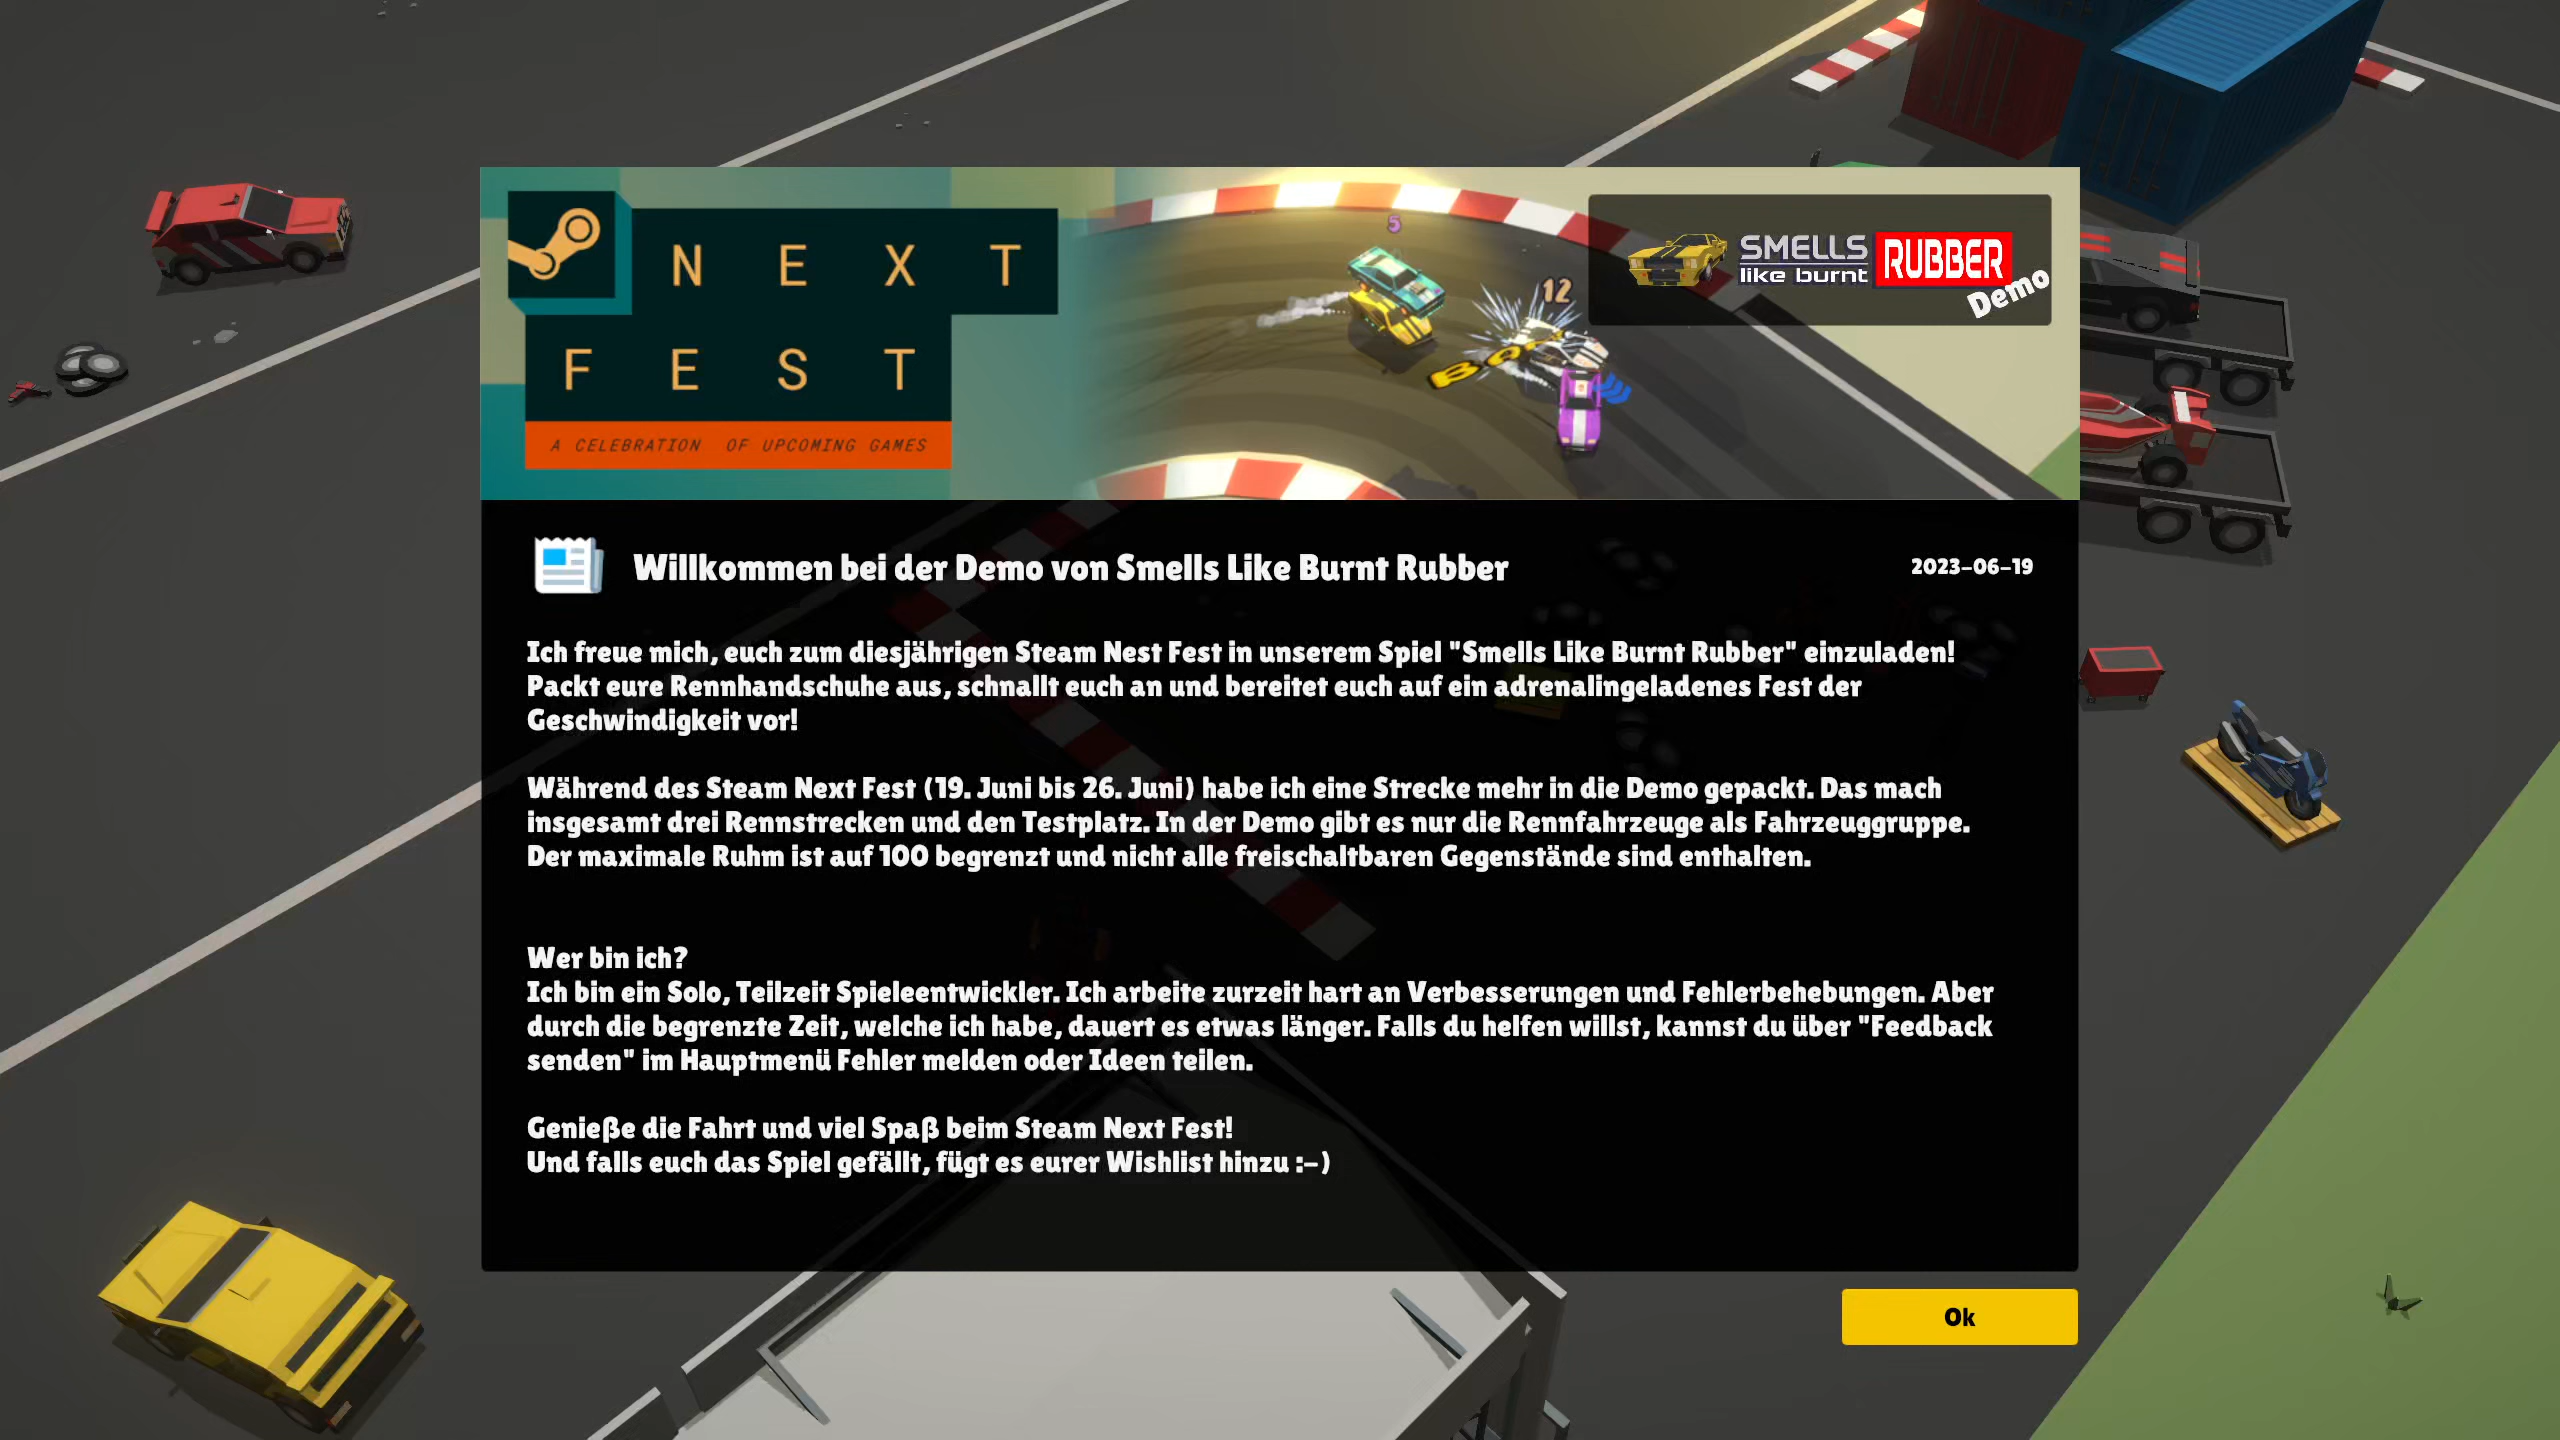 NEXT
FEST
A CELEBRATION OF UPCOMING GAMES
5
12
SMELLS
like burnt
RUBBER
Demo
Willkommen bei der Demo von Smells Like Burnt Rubber
2023-06-19
Ich freue mich, euch zum diesjährigen Steam Nest Fest in unserem Spiel "Smells Like Burnt Rubber" einzuladen!
Packt eure Rennhandschuhe aus, schnallt euch an und bereitet euch auf ein adrenalingeladenes Fest der
Geschwindigkeit vor!
Während des Steam Next Fest (19. Juni bis 26. Juni) habe ich eine Strecke mehr in die Demo gepackt. Das mach
insgesamt drei Rennstrecken und den Testplatz. In der Demo gibt es nur die Rennfahrzeuge als Fahrzeuggruppe.
Der maximale Ruhm ist auf 100 begrenzt und nicht alle freischaltbaren Gegenstände sind enthalten.
Wer bin ich?
Ich bin ein Solo, Teilzeit Spieleentwickler. Ich arbeite zurzeit hart an Verbesserungen und Fehlerbehebungen. Aber
durch die begrenzte Zeit, welche ich habe, dauert es etwas länger. Falls du helfen willst, kannst du über "Feedback
senden" im Hauptmenü Fehler melden oder Ideen teilen.
Genieße die Fahrt und viel Spaß beim Steam Next Fest!
Und falls euch das Spiel gefällt, fügt es eurer Wishlist hinzu :-)
Ok